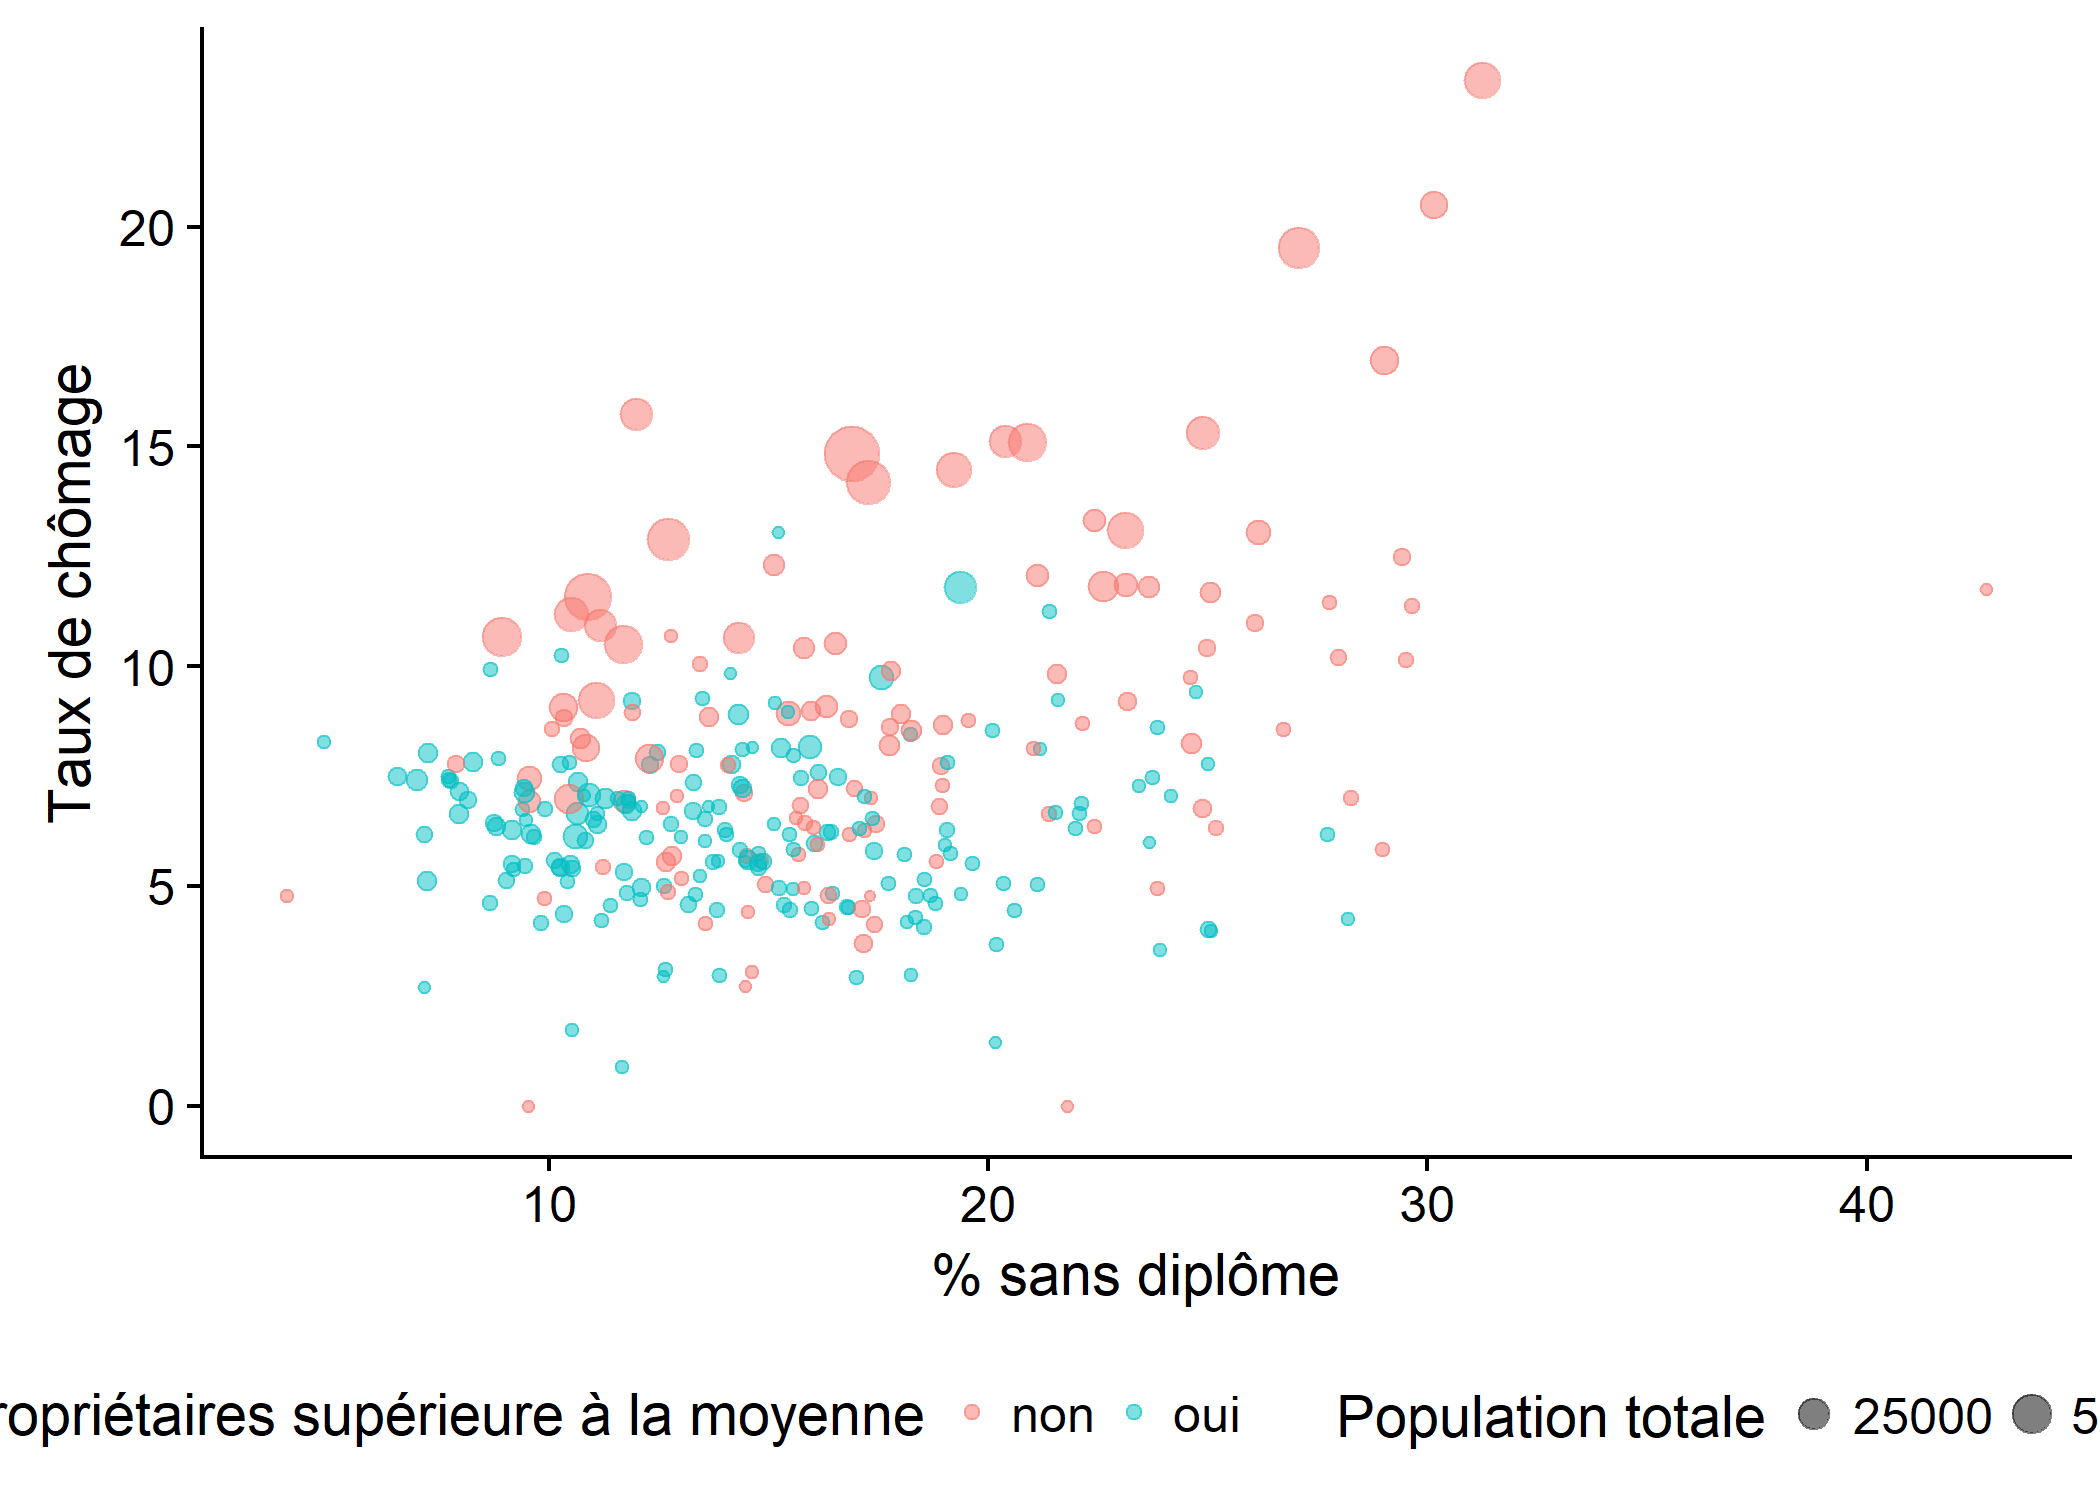 Taux de chômage
20
15
10
5
0
10 20 30 40
% sans diplôme
ropriétaires supérieure à la moyenne non oui Population totale 25000 5